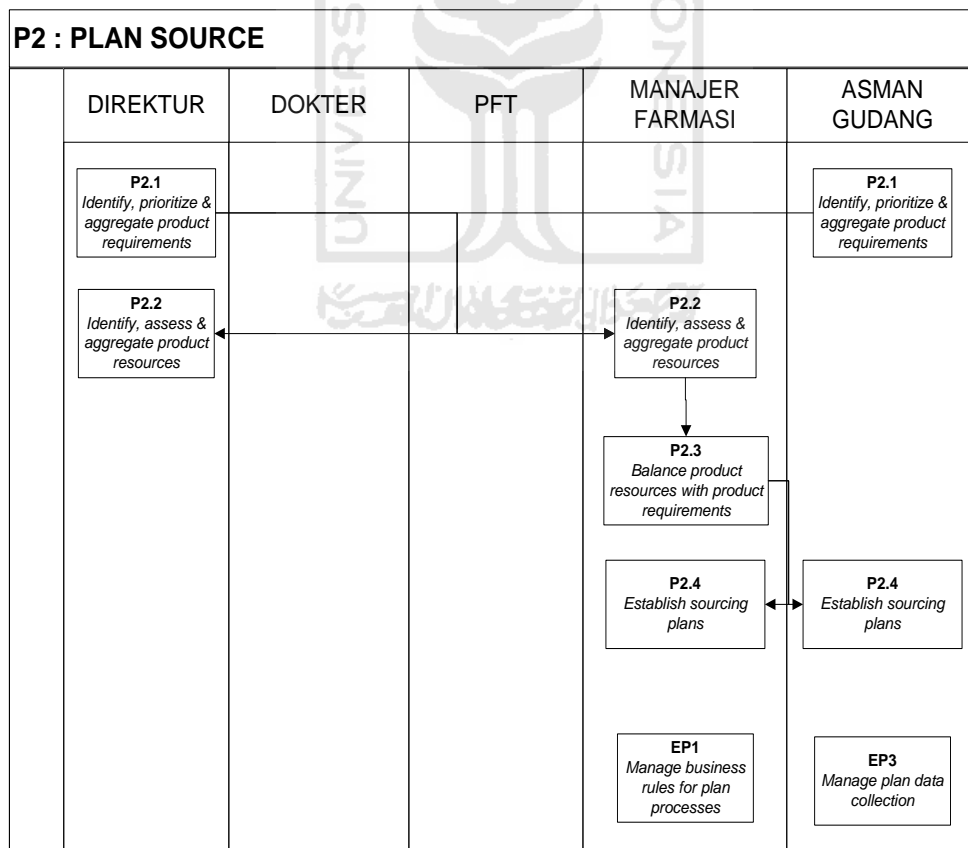 P2 : PLAN SOURCE
DIREKTUR
DOKTER
PFT
MANAJER
FARMASI
ASMAN
GUDANG
P2.1
Identify, prioritize &
aggregate product
requirements
P2.1
Identify, prioritize &
aggregate product
requirements
P2.2
Identify, assess &
aggregate product
resources
P2.2
Identify, assess &
aggregate product
resources
P2.3
Balance product
resources with product
requirements
P2.4
Establish sourcing
plans
P2.4
Establish sourcing
plans
EP1
Manage business
rules for plan
processes
EP3
Manage plan data
collection